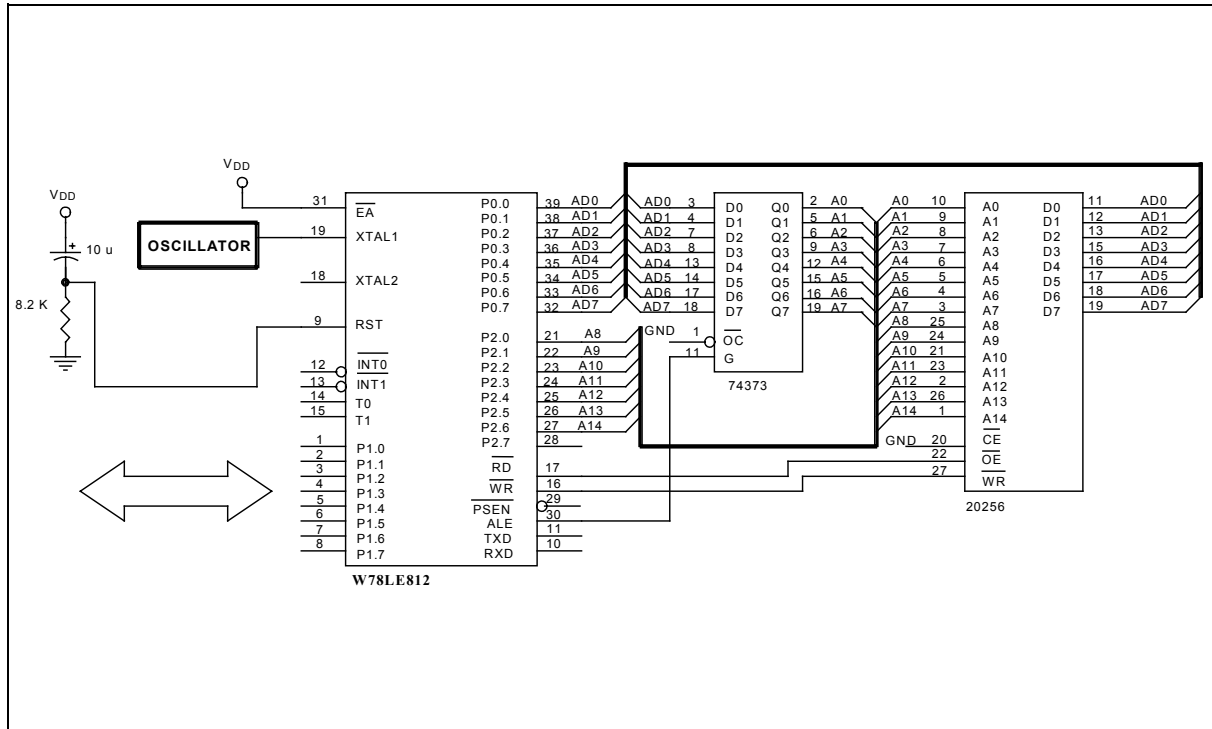 VDD
VDD
10 u
8.2 K
OSCILLATOR
31 EA
19 XTAL1
18 XTAL2
9 RST
12 INT0
13 INT1
14 T0
15 T1
1 P1.0
2 P1.1
3 P1.2
4 P1.3
5 P1.4
6 P1.5
7 P1.6
8 P1.7
P0.0 39 AD0
P0.1 38 AD1
P0.2 37 AD2
P0.3 36 AD3
P0.4 35 AD4
P0.5 34 AD5
P0.6 33 AD6
P0.7 32 AD7
P2.0 21 A8
P2.1 22 A9
P2.2 23 A10
P2.3 24 A11
P2.4 25 A12
P2.5 26 A13
P2.6 27 A14
P2.7 28
RD 17
WR 16
PSEN 29
ALE 30
TXD 11
RXD 10
W78LE812
AD0 3 D0 Q0 2 A0
AD1 4 D1 Q1 5 A1
AD2 7 D2 Q2 6 A2
AD3 8 D3 Q3 9 A3
AD4 13 D4 Q4 12 A4
AD5 14 D5 Q5 15 A5
AD6 17 D6 Q6 16 A6
AD7 18 D7 Q7 19 A7
GND 1 OC
11 G
74373
A0 10 A0 D0 11 AD0
A1 9 A1 D1 12 AD1
A2 8 A2 D2 13 AD2
A3 7 A3 D3 15 AD3
A4 6 A4 D4 16 AD4
A5 5 A5 D5 17 AD5
A6 4 A6 D6 18 AD6
A7 3 A7 D7 19 AD7
A8 25 A8
A9 24 A9
A10 21 A10
A11 23 A11
A12 2 A12
A13 26 A13
A14 1 A14
GND 20 CE
22 OE
27 WR
20256